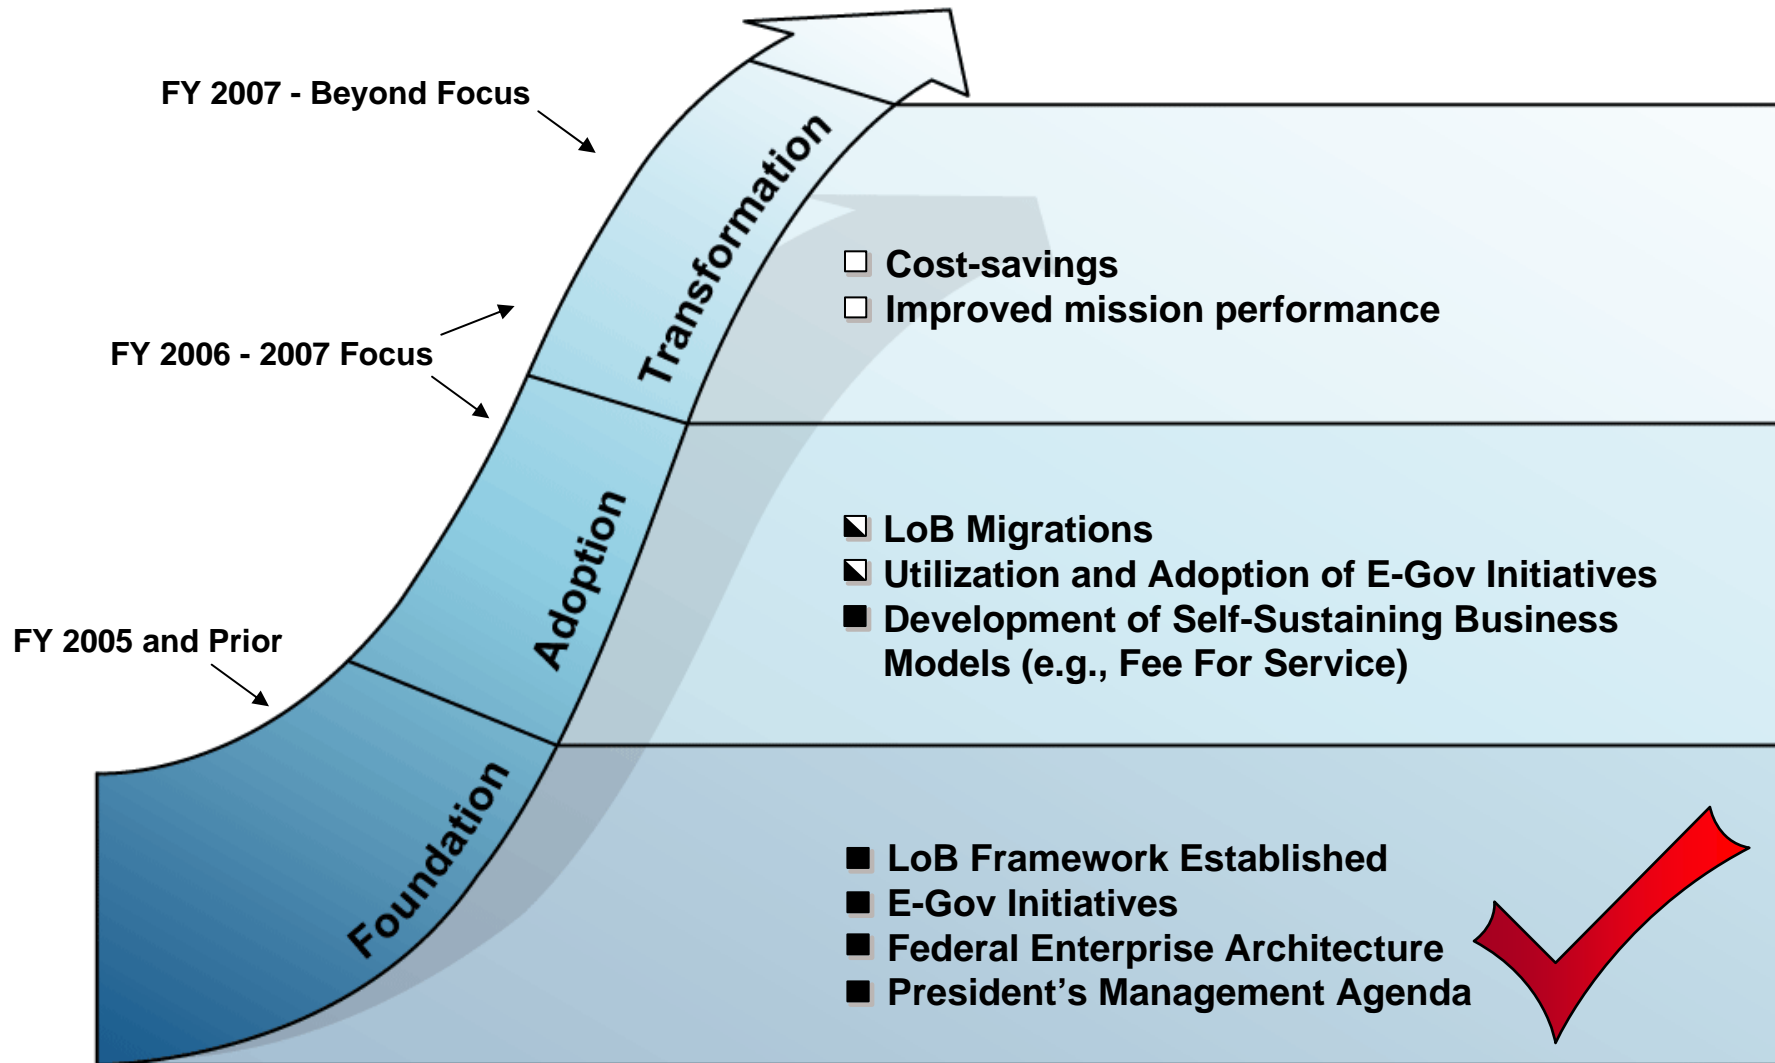 FY 2007 - Beyond Focus
FY 2006 - 2007 Focus
FY 2005 and Prior
Transformation
Cost-savings
Improved mission performance
Adoption
LoB Migrations
Utilization and Adoption of E-Gov Initiatives
Development of Self-Sustaining Business
Models (e.g., Fee For Service)
Foundation
LoB Framework Established
E-Gov Initiatives
Federal Enterprise Architecture
President’s Management Agenda